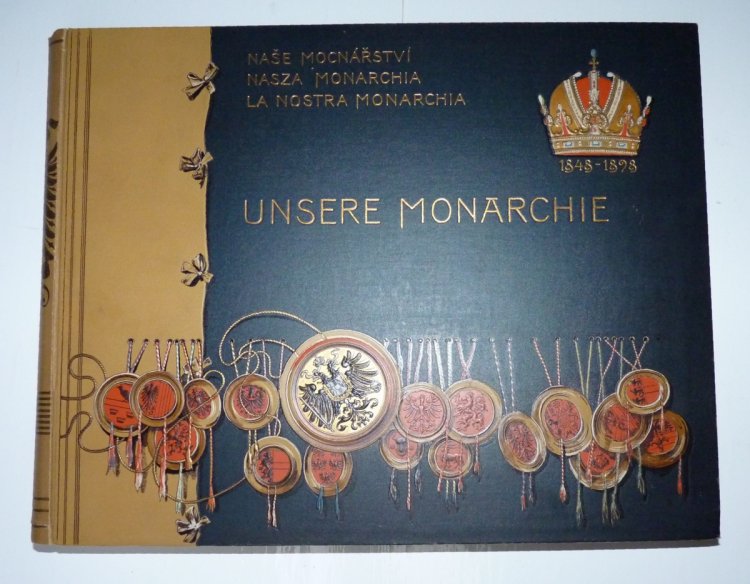 NAŠE MOCNÁŘSTVÍ
NASZA MONARCHIA
LA NOSTRA MONARCHIA
1848-1898
UNSERE MONARCHIE